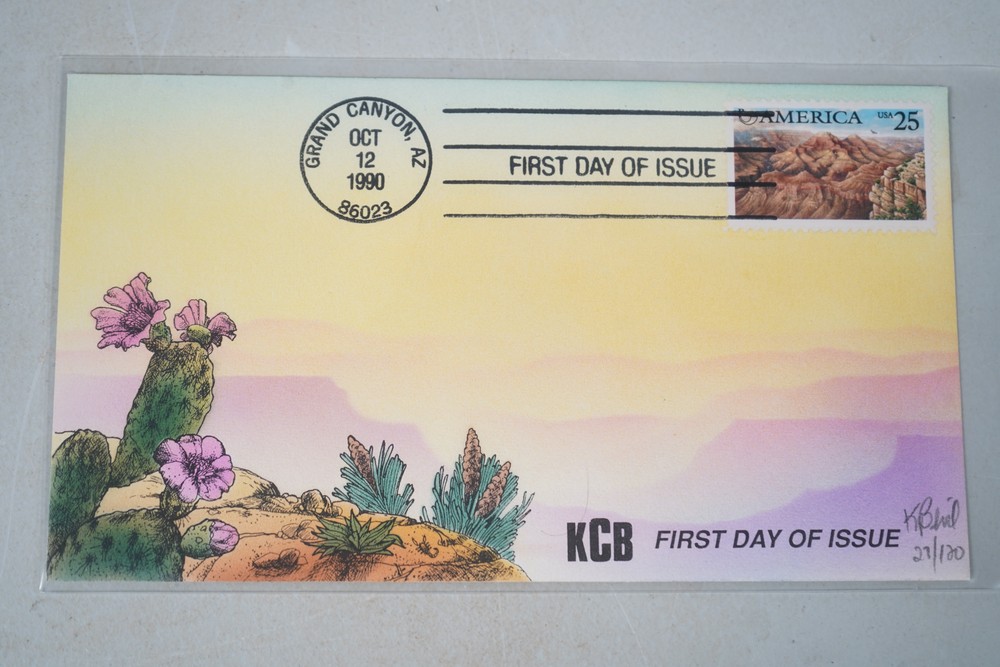 GRAND CANYON, AZ
OCT
12
1990
86023
FIRST DAY OF ISSUE
AMERICA USA 25
KCB FIRST DAY OF ISSUE
/120